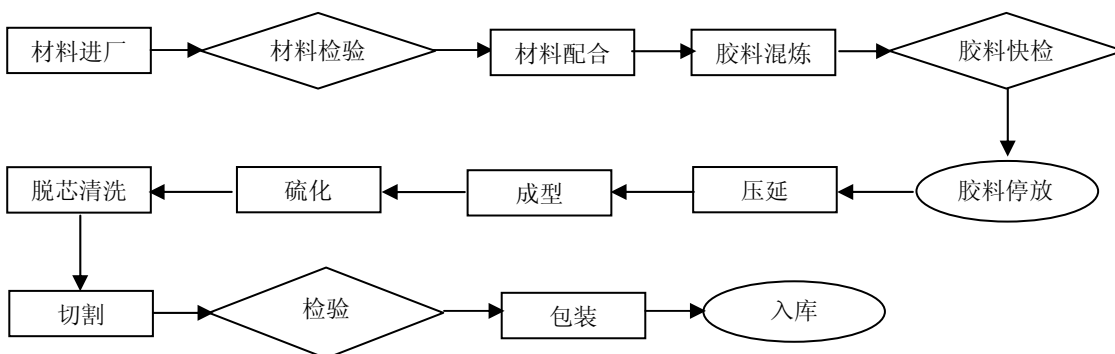 材料进厂
材料检验
材料配合
胶料混炼
胶料快检
胶料停放
压延
成型
硫化
脱芯清洗
切割
检验
包装
入库